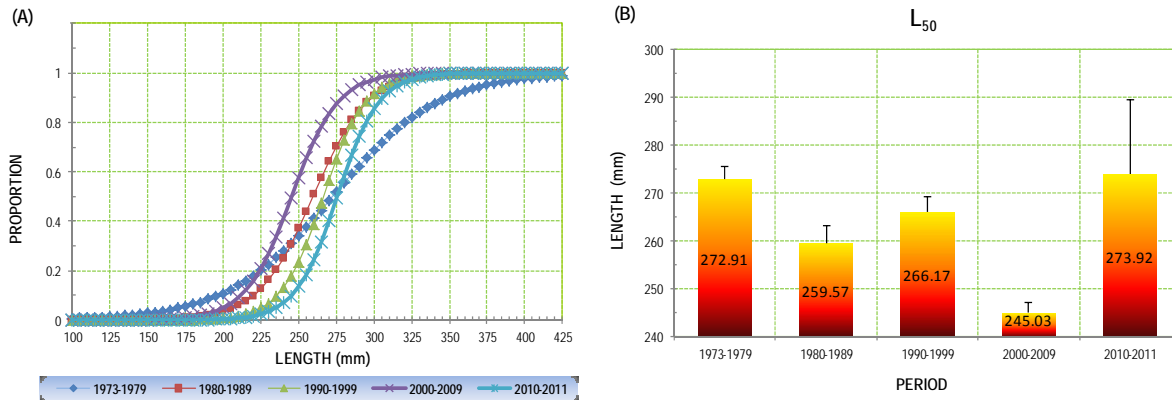 (A)
PROPORTION
1
0.8
0.6
0.4
0.2
0
100 125 150 175 200 225 250 275 300 325 350 375 400 425
LENGTH (mm)
1973-1979 1980-1989 1990-1999 2000-2009 2010-2011
(B)
L50
LENGTH (mm)
300
290
280
270
260
250
240
272.91 259.57 266.17 245.03 273.92
1973-1979 1980-1989 1990-1999 2000-2009 2010-2011
PERIOD